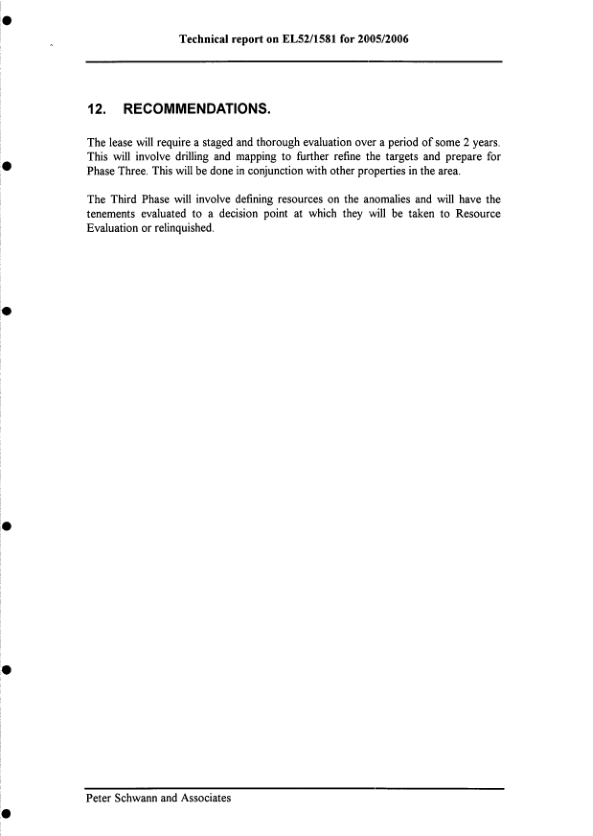 Technical report on EL52/1581 for 2005/2006
12. RECOMMENDATIONS.
The lease will require a staged and thorough evaluation over a period of some 2 years.
This will involve drilling and mapping to further refine the targets and prepare for
Phase Three. This will be done in conjunction with other properties in the area.
The Third Phase will involve defining resources on the anomalies and will have the
tenements evaluated to a decision point at which they will be taken to Resource
Evaluation or relinquished.
Peter Schwann and Associates